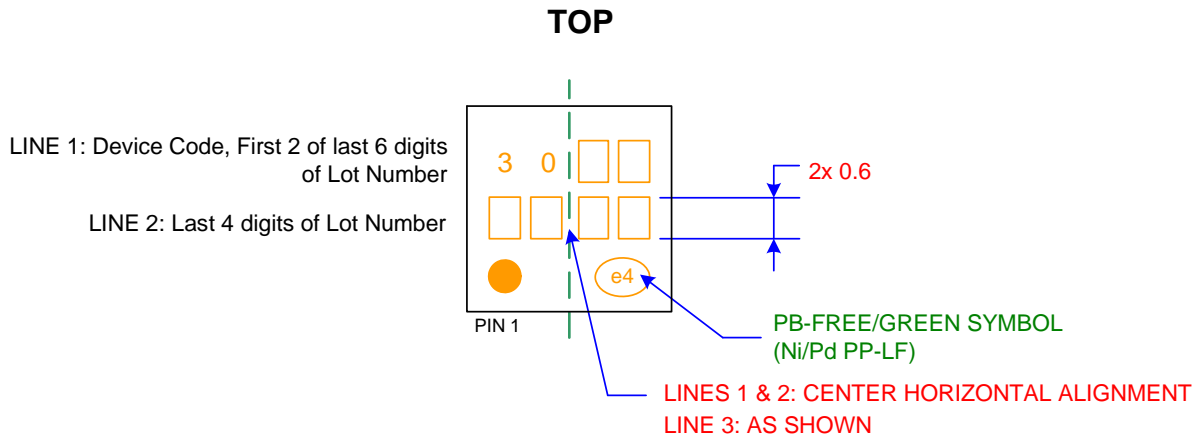 TOP
LINE 1: Device Code, First 2 of last 6 digits
of Lot Number
3 0
2x 0.6
LINE 2: Last 4 digits of Lot Number
e4
PIN 1
PB-FREE/GREEN SYMBOL
(Ni/Pd PP-LF)
LINES 1 & 2: CENTER HORIZONTAL ALIGNMENT
LINE 3: AS SHOWN